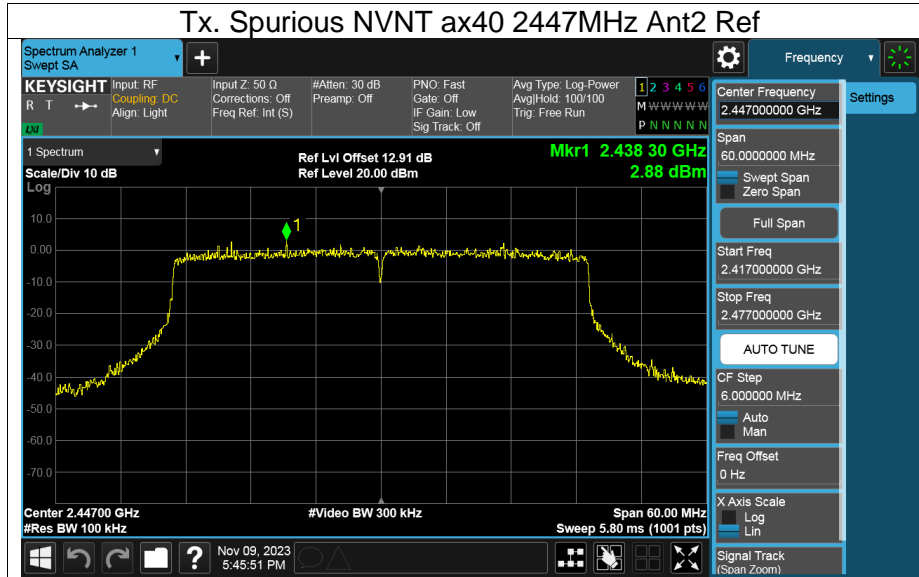 Tx. Spurious NVNT ax40 2447MHz Ant2 Ref
Spectrum Analyzer 1
Swept SA
Frequency
KEYSIGHT
R T
LXI
Input: RF
Coupling: DC
Align: Light
Input Z: 50 Ω
Corrections: Off
Freq Ref: Int (S)
#Atten: 30 dB
Preamp: Off
PNO: Fast
Gate: Off
IF Gain: Low
Sig Track: Off
Avg Type: Log-Power
Avg|Hold: 100/100
Trig: Free Run
1 2 3 4 5 6
M W W W W W
P N N N N N
1 Spectrum
Scale/Div 10 dB
Log
Ref Lvl Offset 12.91 dB
Ref Level 20.00 dBm
Mkr1 2.438 30 GHz
2.88 dBm
1
10.0
0.00
-10.0
-20.0
-30.0
-40.0
-50.0
-60.0
-70.0
Center 2.44700 GHz
#Res BW 100 kHz
#Video BW 300 kHz
Span 60.00 MHz
Sweep 5.80 ms (1001 pts)
Center Frequency
2.447000000 GHz
Settings
Span
60.0000000 MHz
Swept Span
Zero Span
Full Span
Start Freq
2.417000000 GHz
Stop Freq
2.477000000 GHz
AUTO TUNE
CF Step
6.000000 MHz
Auto
Man
Freq Offset
0 Hz
X Axis Scale
Log
Lin
Signal Track
(Span Zoom)
?
Nov 09, 2023
5:45:51 PM